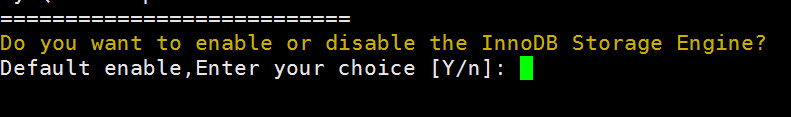 ===========================
Do you want to enable or disable the InnoDB Storage Engine?
Default enable,Enter your choice [Y/n]: